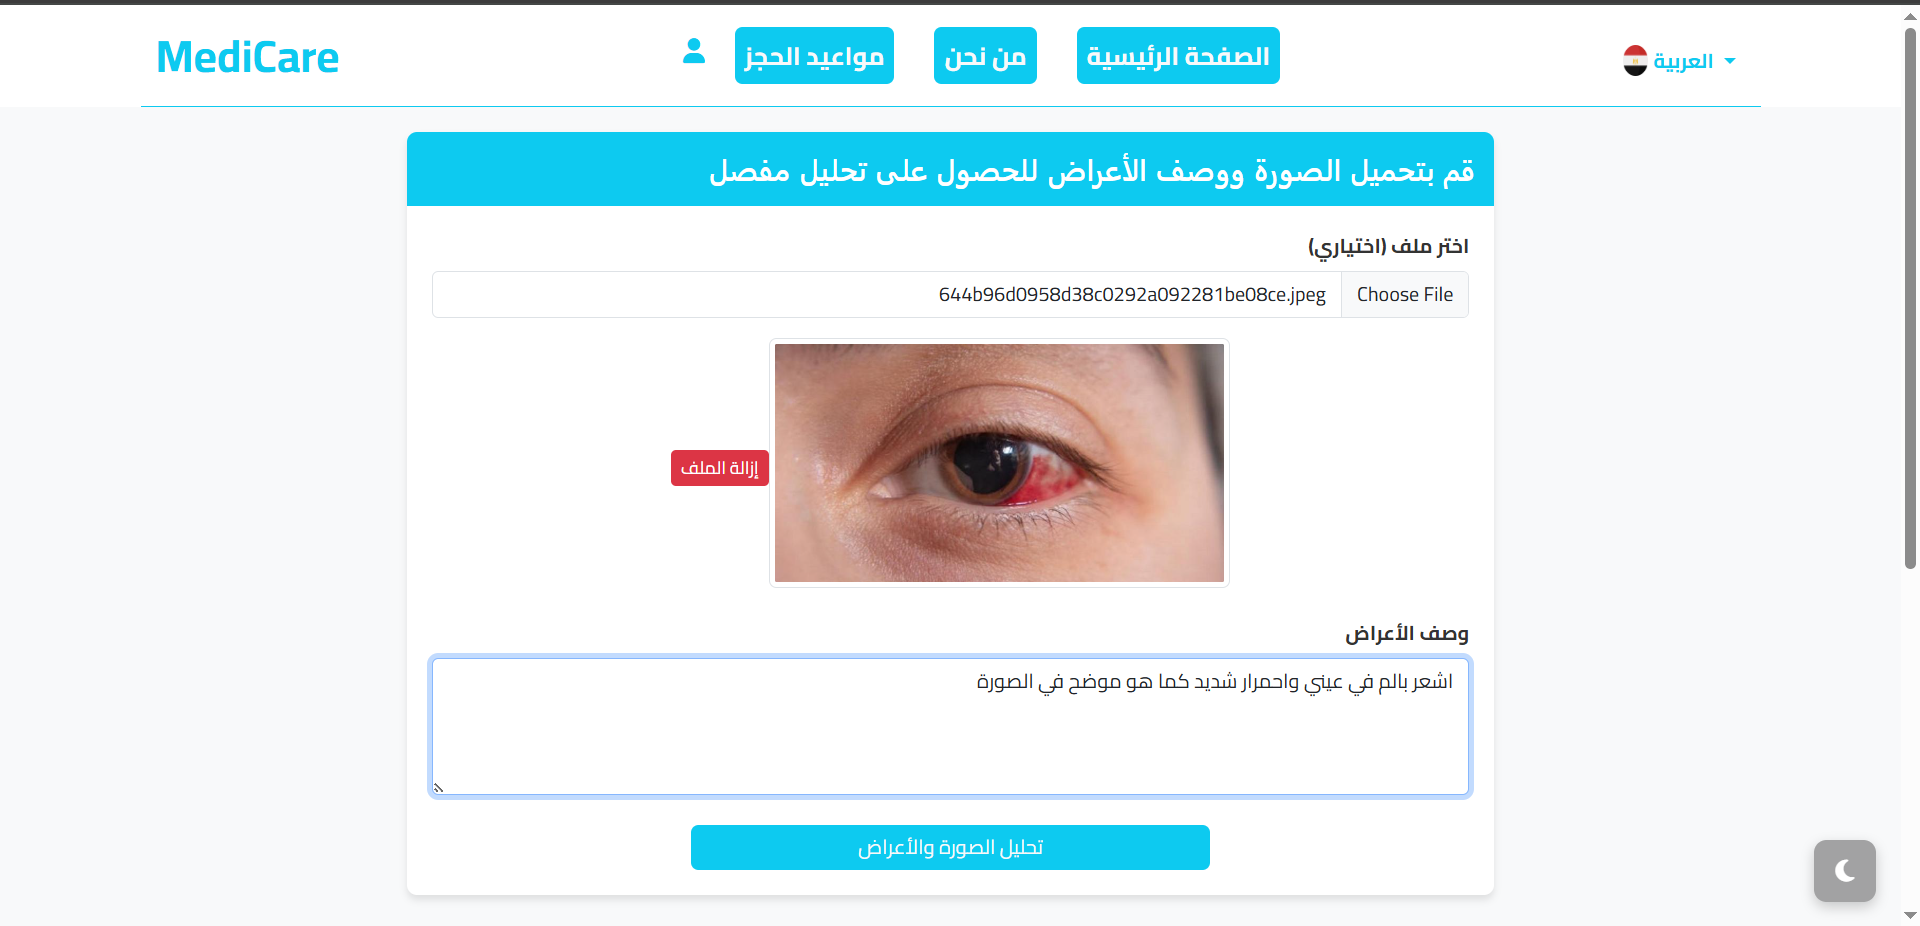 العربية
الصفحة الرئيسية
من نحن
مواعيد الحجز
MediCare
قم بتحميل الصورة ووصف الأعراض للحصول على تحليل مفصل
اختر ملف (اختياري)
Choose File
644b96d0958d38c0292a092281be08ce.jpeg
إزالة الملف
وصف الأعراض
اشعر بالم في عيني واحمرار شديد كما هو موضح في الصورة
تحليل الصورة والأعراض